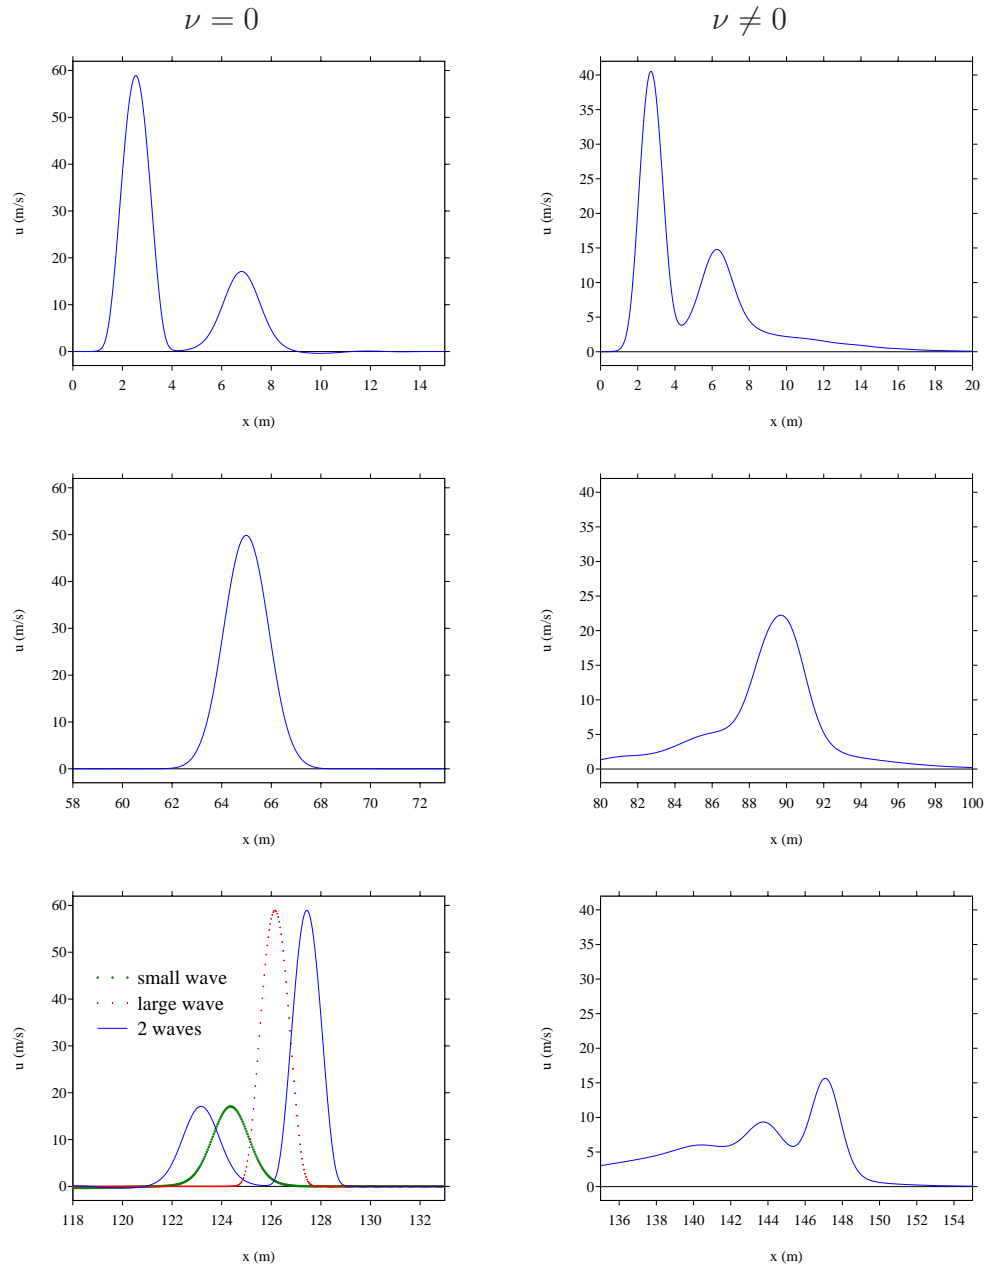 ν = 0
ν ≠ 0
60
50
40
30
20
10
0
u (m/s)
0 2 4 6 8 10 12 14
x (m)
40
35
30
25
20
15
10
5
0
u (m/s)
0 2 4 6 8 10 12 14 16 18 20
x (m)
60
50
40
30
20
10
0
u (m/s)
58 60 62 64 66 68 70 72
x (m)
40
35
30
25
20
15
10
5
0
u (m/s)
80 82 84 86 88 90 92 94 96 98 100
x (m)
60
50
40
30
20
10
0
u (m/s)
small wave
large wave
2 waves
118 120 122 124 126 128 130 132
x (m)
40
35
30
25
20
15
10
5
0
u (m/s)
136 138 140 142 144 146 148 150 152 154
x (m)